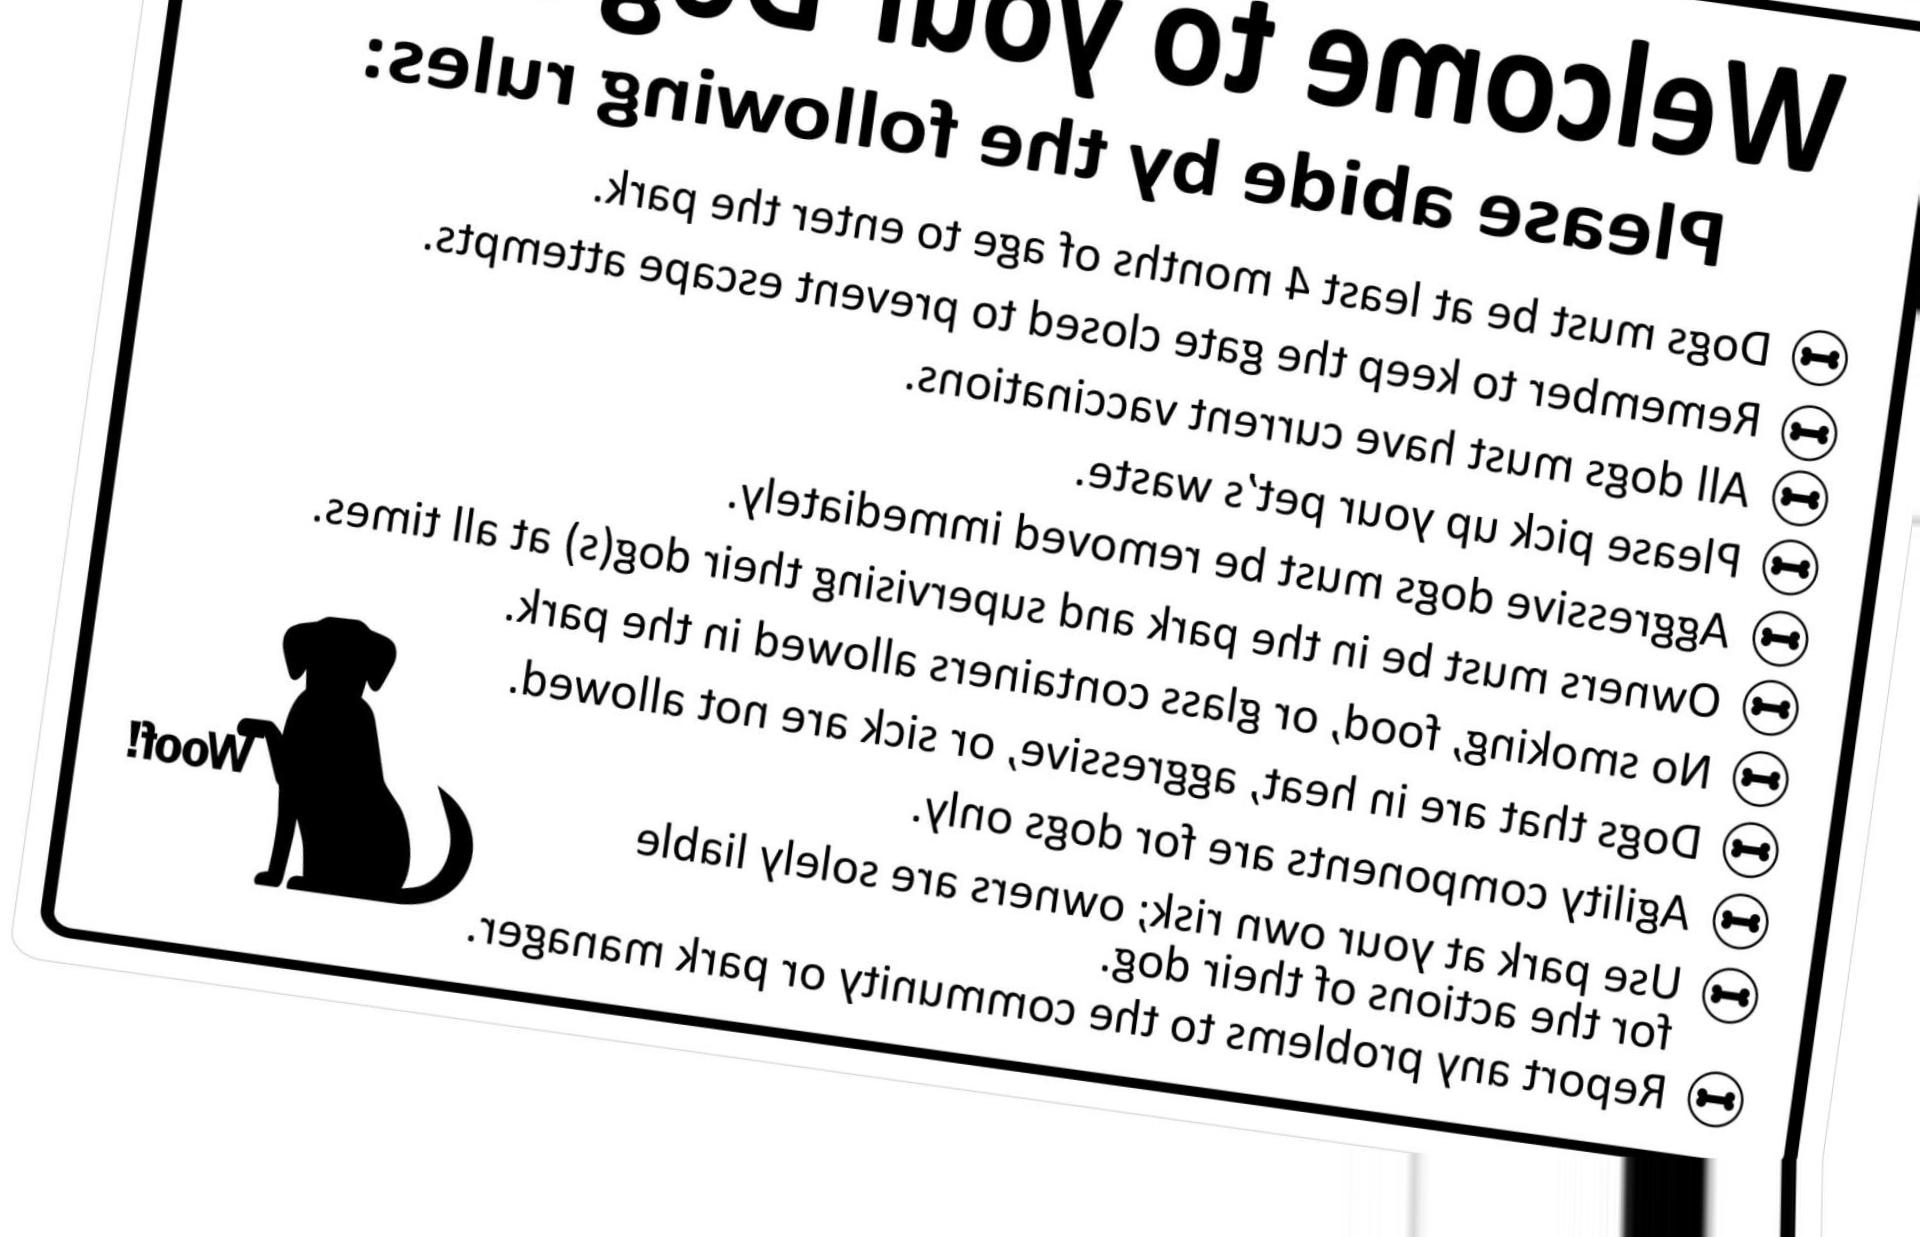 Welcome to your Dog
Please abide by the following rules:
Dogs must be at least 4 months of age to enter the park.
Remember to keep the gate closed to prevent escape attempts.
All dogs must have current vaccinations.
Please pick up your pet's waste.
Aggressive dogs must be removed immediately.
Owners must be in the park and supervising their dog(s) at all times.
No smoking, food, or glass containers allowed in the park.
Dogs that are in heat, aggressive, or sick are not allowed.
Agility components are for dogs only.
Use park at your own risk; owners are solely liable
for the actions of their dog.
Report any problems to the community or park manager.
Woof!